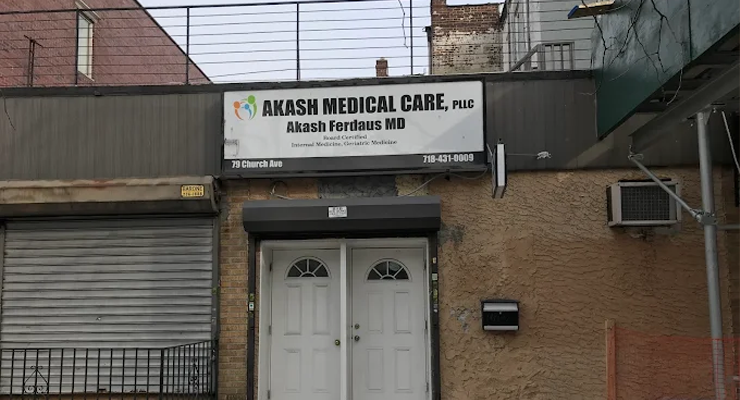 AKASH MEDICAL CARE, PLLC
Akash Ferdaus MD
Board Certified
Internal Medicine, Geriatric Medicine
79 Church Ave
718-431-0009